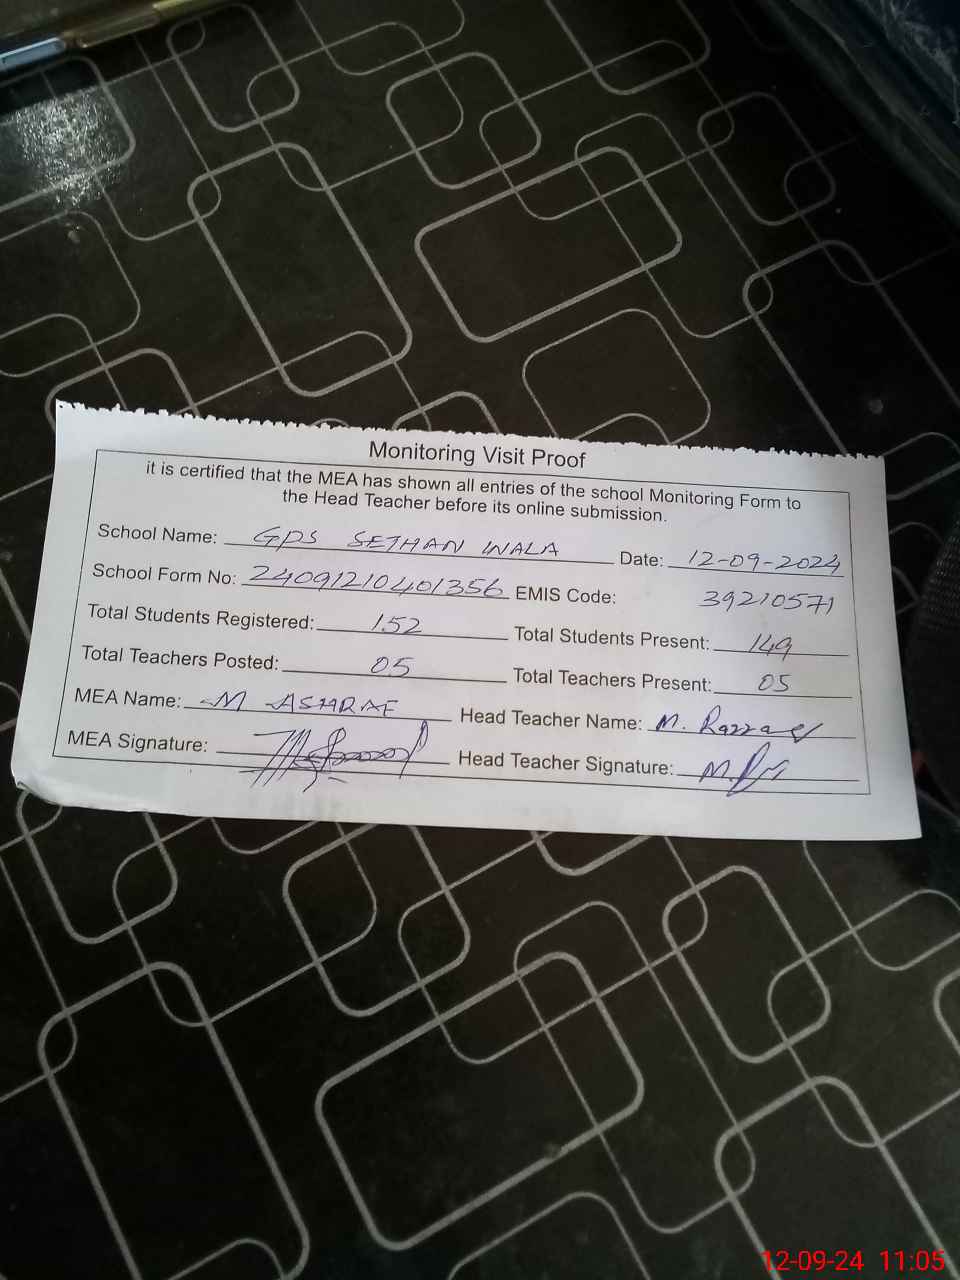 Monitoring Visit Proof
it is certified that the MEA has shown all entries of the school Monitoring Form to
the Head Teacher before its online submission.
School Name: GPS SETHAN WALA Date: 12-09-2024
School Form No: 24091210401356 EMIS Code: 39210571
Total Students Registered: 152 Total Students Present: 149
Total Teachers Posted: 05 Total Teachers Present: 05
MEA Name: M ASHRAF Head Teacher Name: M. Razzaq
MEA Signature: Head Teacher Signature:
12-09-24 11:05